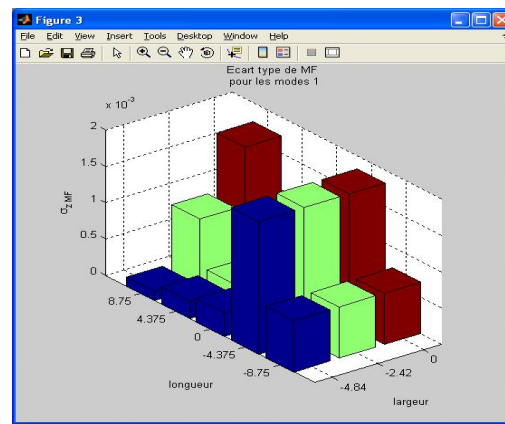 Figure 3
File Edit View Insert Tools Desktop Window Help
Ecart type de MF
pour les modes 1
x 10⁻³
2
1.5
1
0.5
0
σΣ MF
8.75
4.375
0
-4.375
-8.75
longueur
-4.84
-2.42
0
largeur